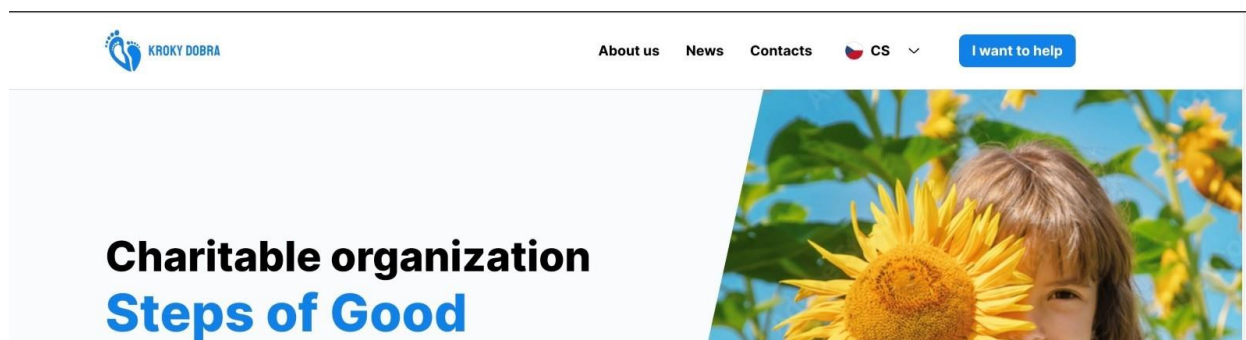 KROKY DOBRA
About us News Contacts CS I want to help
Charitable organization
Steps of Good